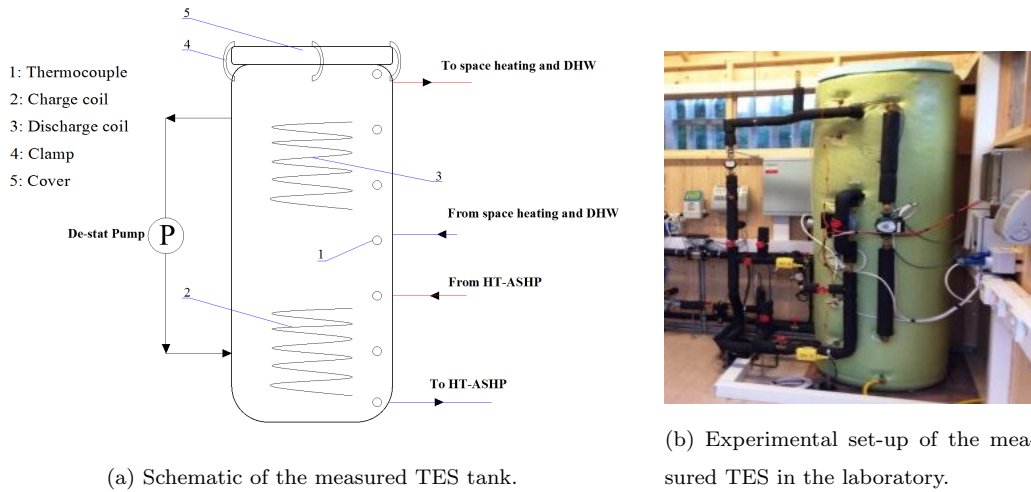 5
4
1: Thermocouple
2: Charge coil
3: Discharge coil
4: Clamp
5: Cover
To space heating and DHW
3
De-stat Pump
P
From space heating and DHW
1
From HT-ASHP
2
To HT-ASHP
(a) Schematic of the measured TES tank.
(b) Experimental set-up of the mea-
sured TES in the laboratory.